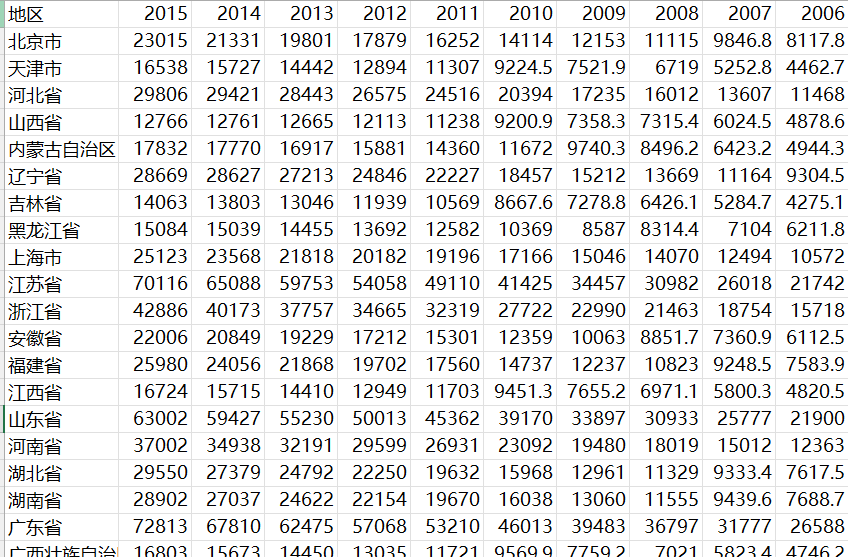 地区 2015 2014 2013 2012 2011 2010 2009 2008 2007 2006
北京市 23015 21331 19801 17879 16252 14114 12153 11115 9846.8 8117.8
天津市 16538 15727 14442 12894 11307 9224.5 7521.9 6719 5252.8 4462.7
河北省 29806 29421 28443 26575 24516 20394 17235 16012 13607 11468
山西省 12766 12761 12665 12113 11238 9200.9 7358.3 7315.4 6024.5 4878.6
内蒙古自治区 17832 17770 16917 15881 14360 11672 9740.3 8496.2 6423.2 4944.3
辽宁省 28669 28627 27213 24846 22227 18457 15212 13669 11164 9304.5
吉林省 14063 13803 13046 11939 10569 8667.6 7278.8 6426.1 5284.7 4275.1
黑龙江省 15084 15039 14455 13692 12582 10369 8587 8314.4 7104 6211.8
上海市 25123 23568 21818 20182 19196 17166 15046 14070 12494 10572
江苏省 70116 65088 59753 54058 49110 41425 34457 30982 26018 21742
浙江省 42886 40173 37757 34665 32319 27722 22990 21463 18754 15718
安徽省 22006 20849 19229 17212 15301 12359 10063 8851.7 7360.9 6112.5
福建省 25980 24056 21868 19702 17560 14737 12237 10823 9248.5 7583.9
江西省 16724 15715 14410 12949 11703 9451.3 7655.2 6971.1 5800.3 4820.5
山东省 63002 59427 55230 50013 45362 39170 33897 30933 25777 21900
河南省 37002 34938 32191 29599 26931 23092 19480 18019 15012 12363
湖北省 29550 27379 24792 22250 19632 15968 12961 11329 9333.4 7617.5
湖南省 28902 27037 24622 22154 19670 16038 13060 11555 9439.6 7688.7
广东省 72813 67810 62475 57068 53210 46013 39483 36797 31777 26588
广西壮族自治 16803 15673 14450 13035 11721 9569.9 7759.2 7021 5823.4 4746.2